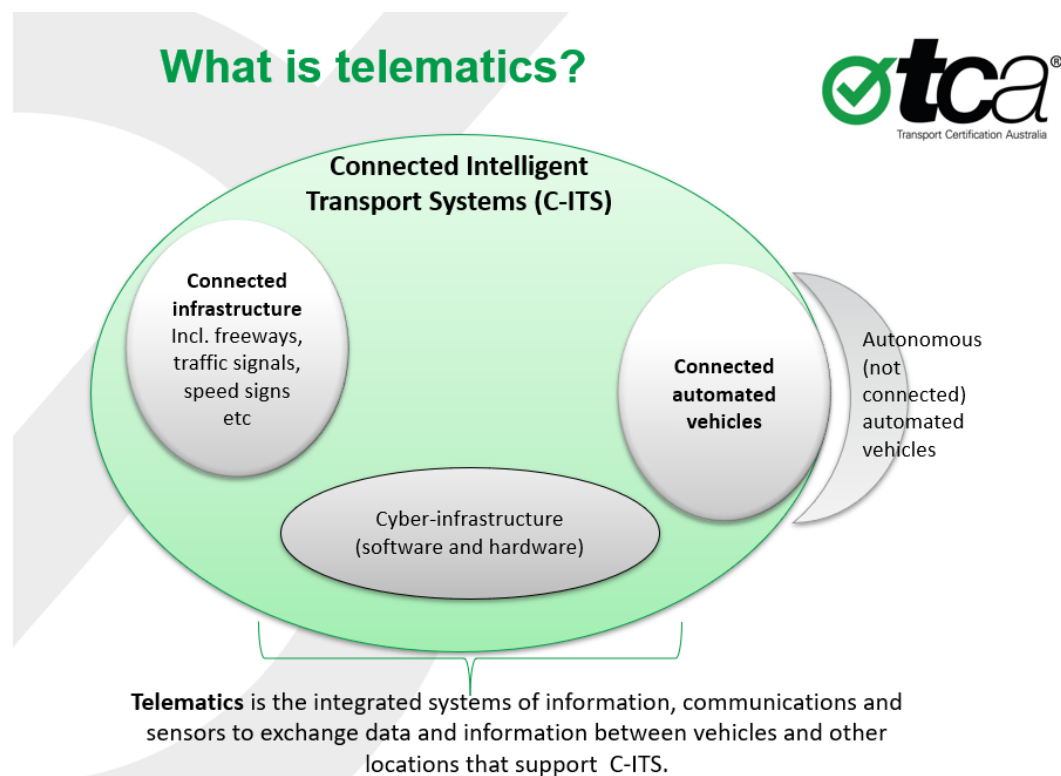 What is telematics?
tca®
Transport Certification Australia
Connected Intelligent
Transport Systems (C-ITS)
Connected
infrastructure
Incl. freeways,
traffic signals,
speed signs
etc
Connected
automated
vehicles
Autonomous
(not
connected)
automated
vehicles
Cyber-infrastructure
(software and hardware)
Telematics is the integrated systems of information, communications and
sensors to exchange data and information between vehicles and other
locations that support  C-ITS.